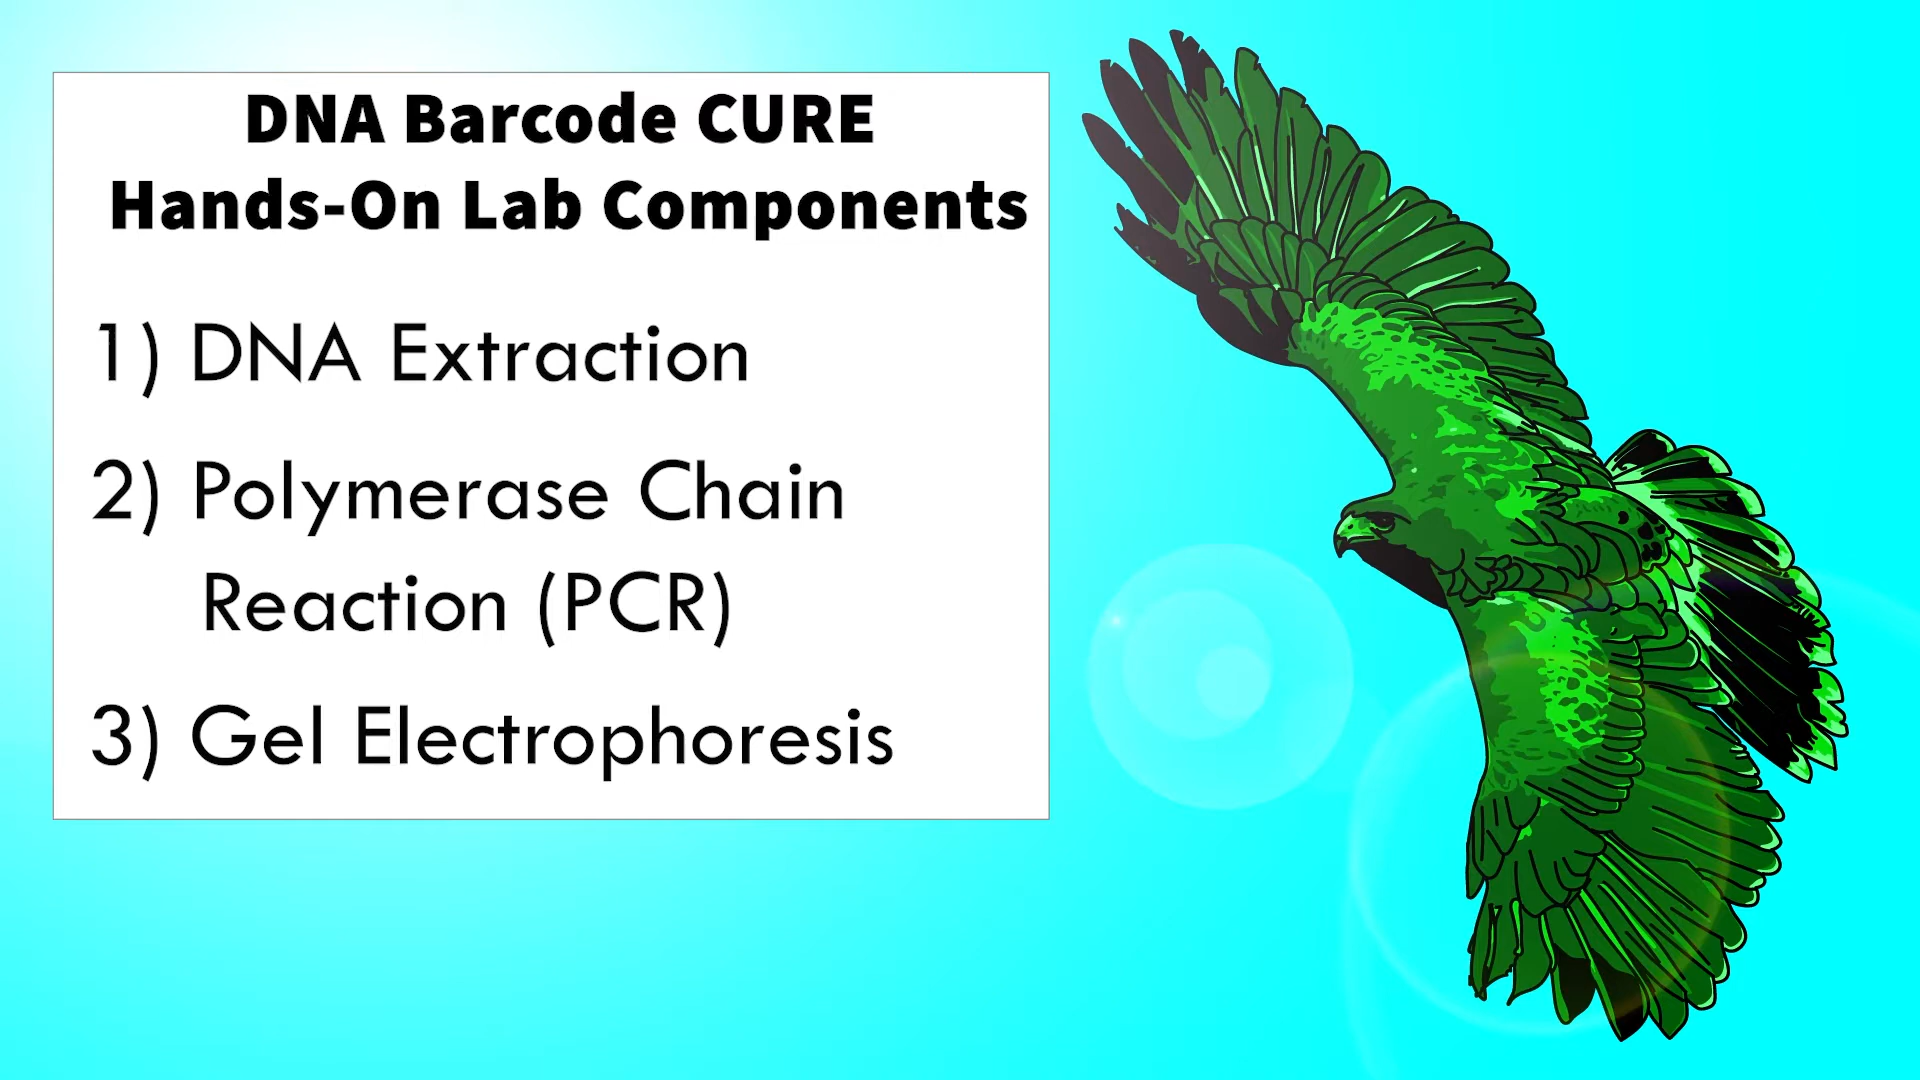 DNA Barcode CURE
Hands-On Lab Components
1) DNA Extraction
2) Polymerase Chain
Reaction (PCR)
3) Gel Electrophoresis